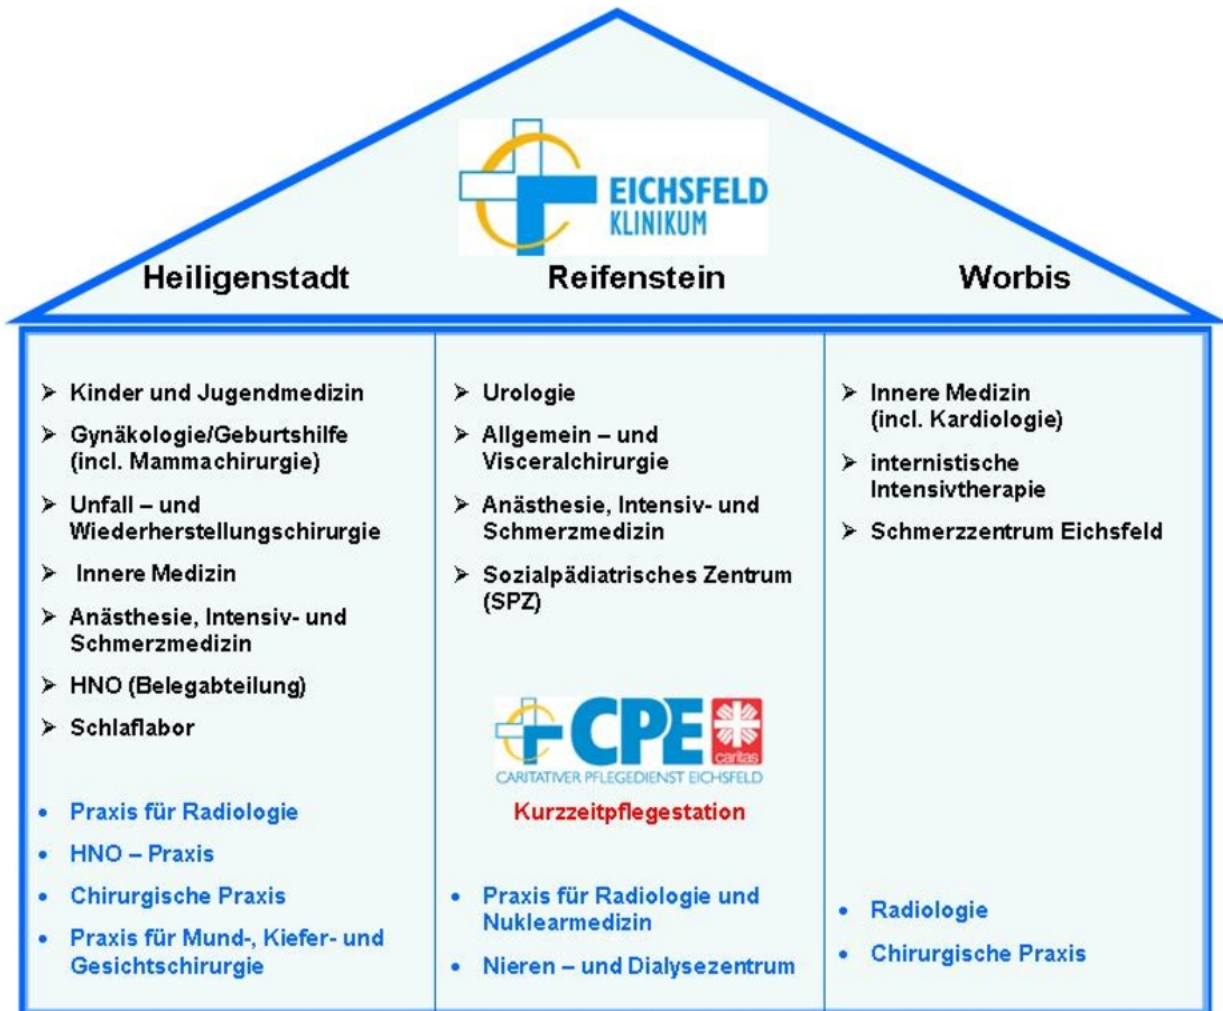 EICHSFELD
KLINIKUM
Heiligenstadt
Reifenstein
Worbis
➢ Kinder und Jugendmedizin
➢ Gynäkologie/Geburtshilfe
(incl. Mammachirurgie)
➢ Unfall – und
Wiederherstellungschirurgie
➢ Innere Medizin
➢ Anästhesie, Intensiv- und
Schmerzmedizin
➢ HNO (Belegabteilung)
➢ Schlaflabor
• Praxis für Radiologie
• HNO – Praxis
• Chirurgische Praxis
• Praxis für Mund-, Kiefer- und
Gesichtschirurgie
➢ Urologie
➢ Allgemein – und
Visceralchirurgie
➢ Anästhesie, Intensiv- und
Schmerzmedizin
➢ Sozialpädiatrisches Zentrum
(SPZ)
CPE
caritas
CARITATIVER PFLEGEDIENST EICHSFELD
Kurzzeitpflegestation
• Praxis für Radiologie und
Nuklearmedizin
• Nieren – und Dialysezentrum
➢ Innere Medizin
(incl. Kardiologie)
➢ internistische
Intensivtherapie
➢ Schmerzzentrum Eichsfeld
• Radiologie
• Chirurgische Praxis